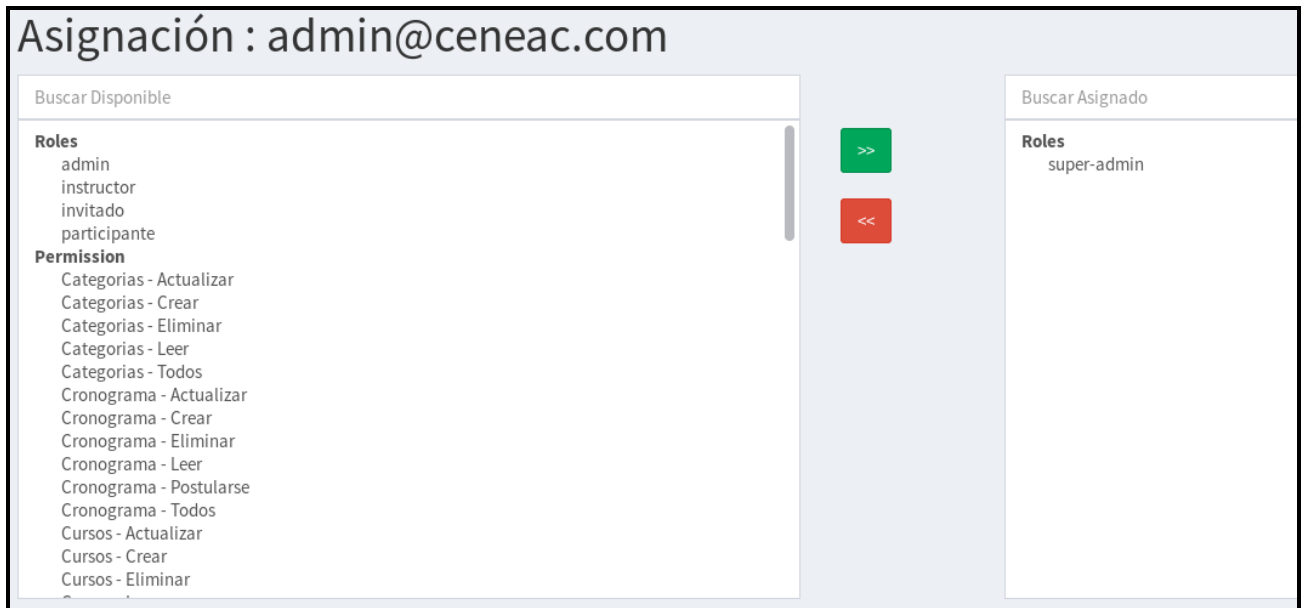 Asignación : admin@ceneac.com
Buscar Disponible
Roles
admin
instructor
invitado
participante
Permission
Categorias - Actualizar
Categorias - Crear
Categorias - Eliminar
Categorias - Leer
Categorias - Todos
Cronograma - Actualizar
Cronograma - Crear
Cronograma - Eliminar
Cronograma - Leer
Cronograma - Postularse
Cronograma - Todos
Cursos - Actualizar
Cursos - Crear
Cursos - Eliminar
>>
<<
Buscar Asignado
Roles
super-admin